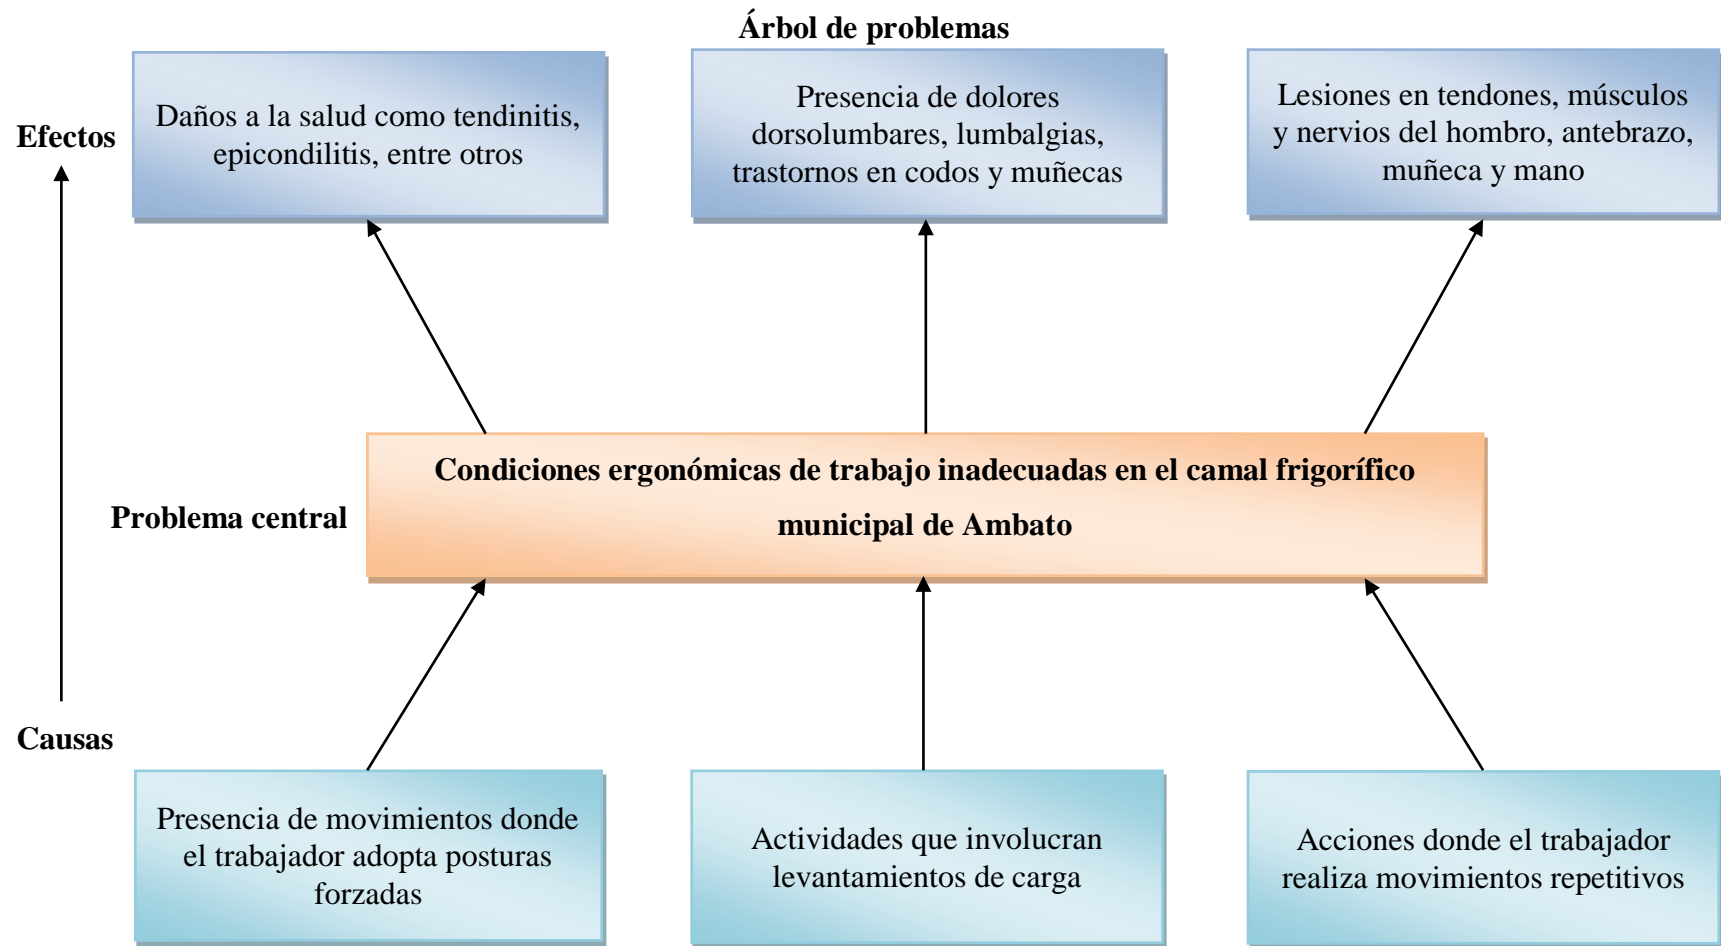 Árbol de problemas
Efectos
Daños a la salud como tendinitis,
epicondilitis, entre otros
Presencia de dolores
dorsolumbares, lumbalgias,
trastornos en codos y muñecas
Lesiones en tendones, músculos
y nervios del hombro, antebrazo,
muñeca y mano
Problema central
Condiciones ergonómicas de trabajo inadecuadas en el camal frigorífico
municipal de Ambato
Causas
Presencia de movimientos donde
el trabajador adopta posturas
forzadas
Actividades que involucran
levantamientos de carga
Acciones donde el trabajador
realiza movimientos repetitivos